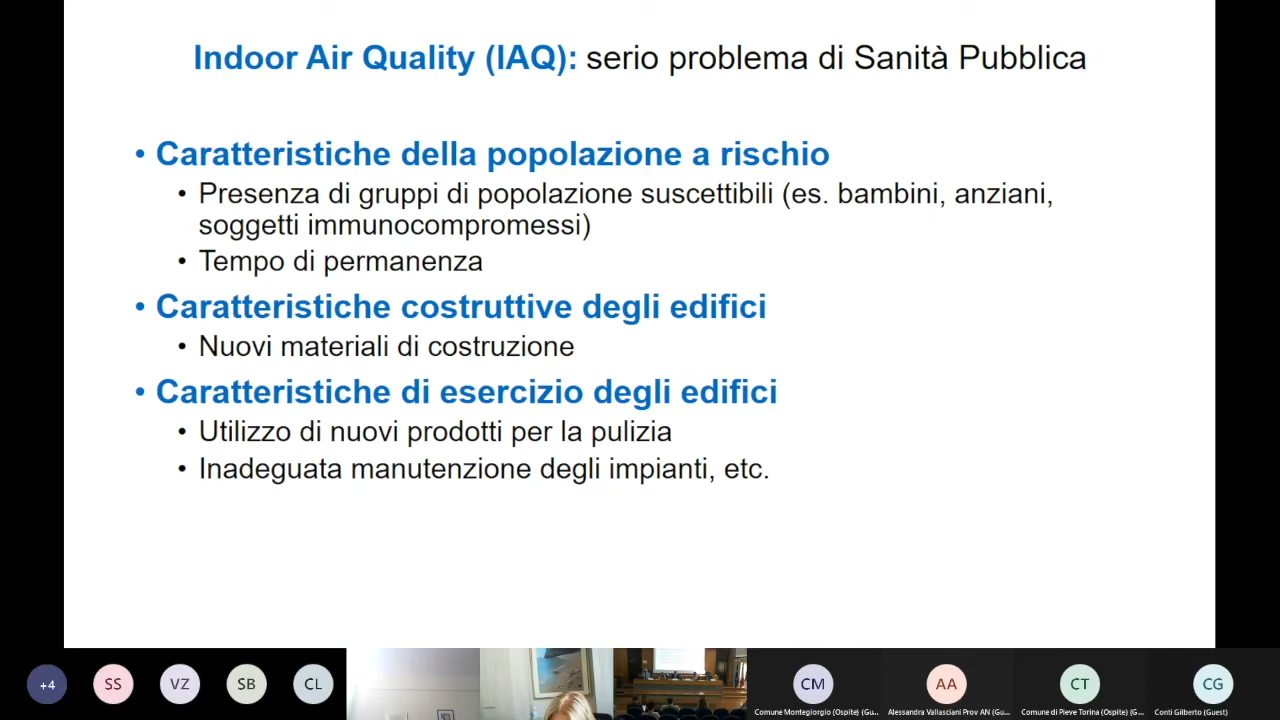 Indoor Air Quality (IAQ): serio problema di Sanità Pubblica
• Caratteristiche della popolazione a rischio
• Presenza di gruppi di popolazione suscettibili (es. bambini, anziani,
soggetti immunocompromessi)
• Tempo di permanenza
• Caratteristiche costruttive degli edifici
• Nuovi materiali di costruzione
• Caratteristiche di esercizio degli edifici
• Utilizzo di nuovi prodotti per la pulizia
• Inadeguata manutenzione degli impianti, etc.
+4 SS VZ SB CL CM AA CT CG
Comune Montegiorgio (Ospite) (Gu... Alessandra Vallasciani Prov AN (Gu... Comune di Pieve Torina (Ospite) (G... Conti Gilberto (Guest)